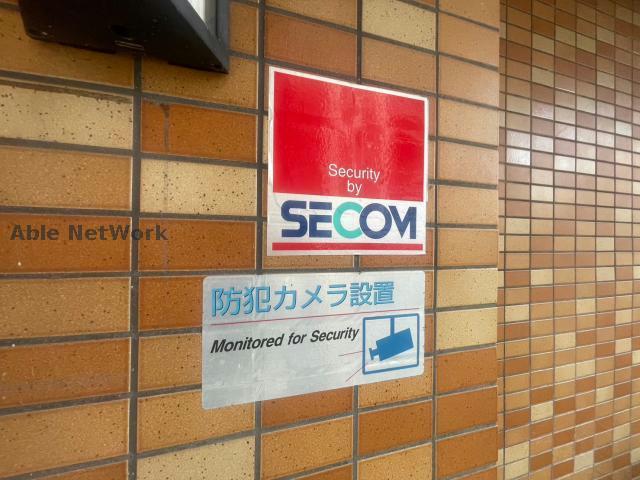 Security
by
SECOM
Able NetWork
防犯カメラ設置
Monitored for Security